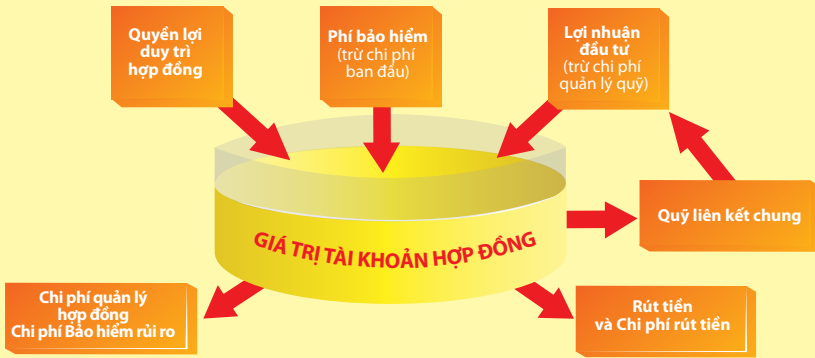 Quyền lợi
duy trì
hợp đồng
Phí bảo hiểm
(trừ chi phí
ban đầu)
Lợi nhuận
đầu tư
(trừ chi phí
quản lý quỹ)
Quỹ liên kết chung
GIÁ TRỊ TÀI KHOẢN HỢP ĐỒNG
Chi phí quản lý
hợp đồng
Chi phí Bảo hiểm rủi ro
Rút tiền
và Chi phí rút tiền